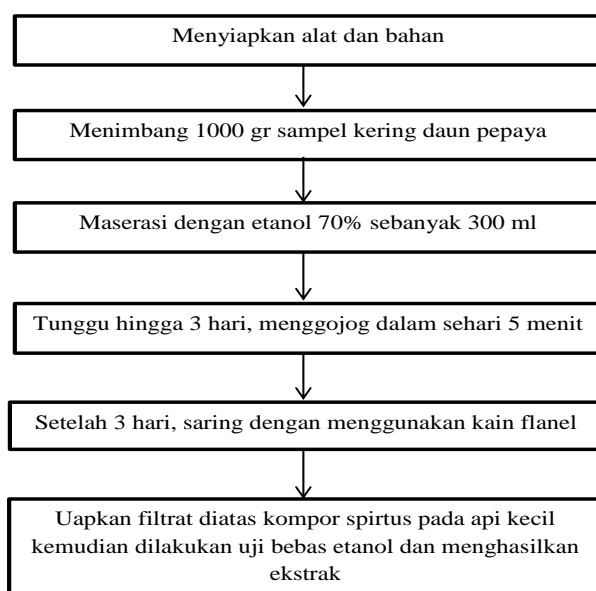 Menyiapkan alat dan bahan
Menimbang 1000 gr sampel kering daun pepaya
Maserasi dengan etanol 70% sebanyak 300 ml
Tunggu hingga 3 hari, menggojog dalam sehari 5 menit
Setelah 3 hari, saring dengan menggunakan kain flanel
Uapkan filtrat diatas kompor spirtus pada api kecil
kemudian dilakukan uji bebas etanol dan menghasilkan
ekstrak